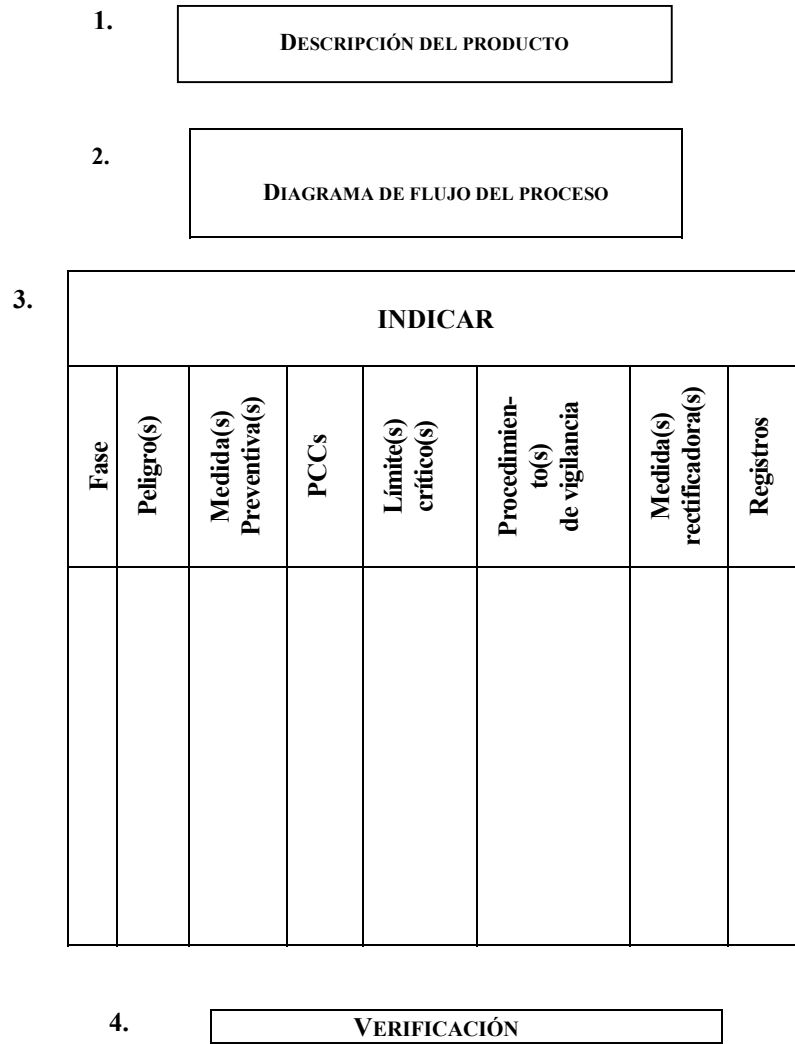 1.
DESCRIPCIÓN DEL PRODUCTO
2.
DIAGRAMA DE FLUJO DEL PROCESO
3.
INDICAR
Fase
Peligro(s)
Medida(s)
Preventiva(s)
PCCs
Límite(s)
crítico(s)
Procedimien-
to(s)
de vigilancia
Medida(s)
rectificadora(s)
Registros
4.
VERIFICACIÓN